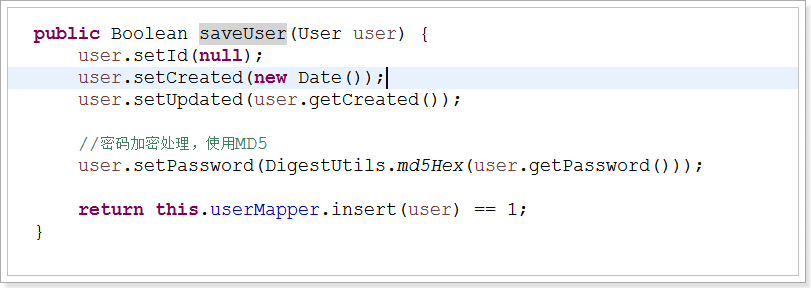 public Boolean saveUser(User user) {
user.setId(null);
user.setCreated(new Date());
user.setUpdated(user.getCreated());
//密码加密处理，使用MD5
user.setPassword(DigestUtils.md5Hex(user.getPassword()));
return this.userMapper.insert(user) == 1;
}